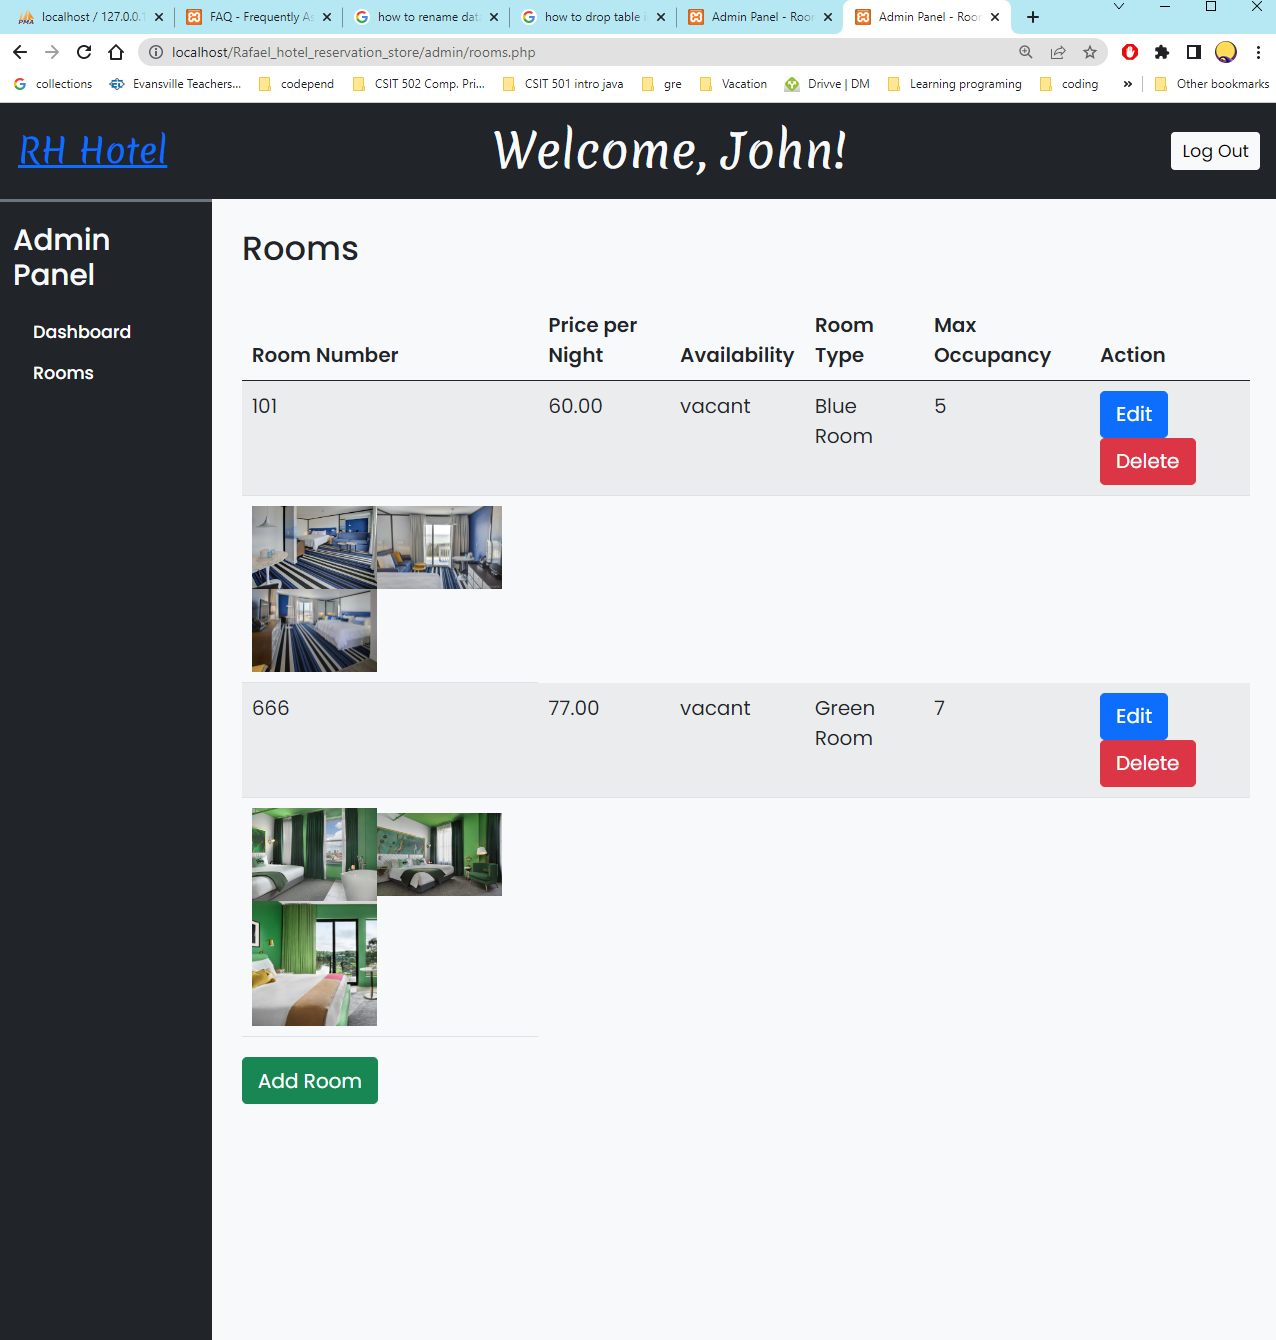 localhost / 127.0.0.1
FAQ - Frequently As
how to rename data
how to drop table i
Admin Panel - Roor
Admin Panel - Roor
localhost/Rafael_hotel_reservation_store/admin/rooms.php
collections
Evansville Teachers...
codepend
CSIT 502 Comp. Pri...
CSIT 501 intro java
gre
Vacation
Drivve | DM
Learning programing
coding
»
Other bookmarks
RH Hotel
Welcome, John!
Log Out
Admin
Panel
Dashboard
Rooms
Rooms
Room Number
Price per
Night
Availability
Room
Type
Max
Occupancy
Action
101
60.00
vacant
Blue
Room
5
Edit
Delete
666
77.00
vacant
Green
Room
7
Edit
Delete
Add Room